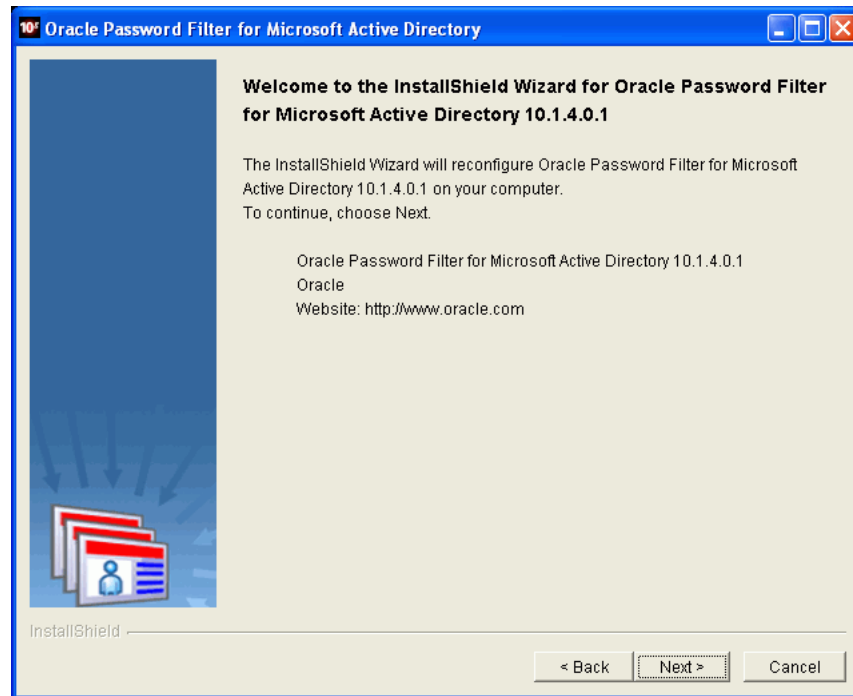 10g Oracle Password Filter for Microsoft Active Directory
Welcome to the InstallShield Wizard for Oracle Password Filter
for Microsoft Active Directory 10.1.4.0.1
The InstallShield Wizard will reconfigure Oracle Password Filter for Microsoft
Active Directory 10.1.4.0.1 on your computer.
To continue, choose Next.
Oracle Password Filter for Microsoft Active Directory 10.1.4.0.1
Oracle
Website: http://www.oracle.com
InstallShield
< Back Next > Cancel